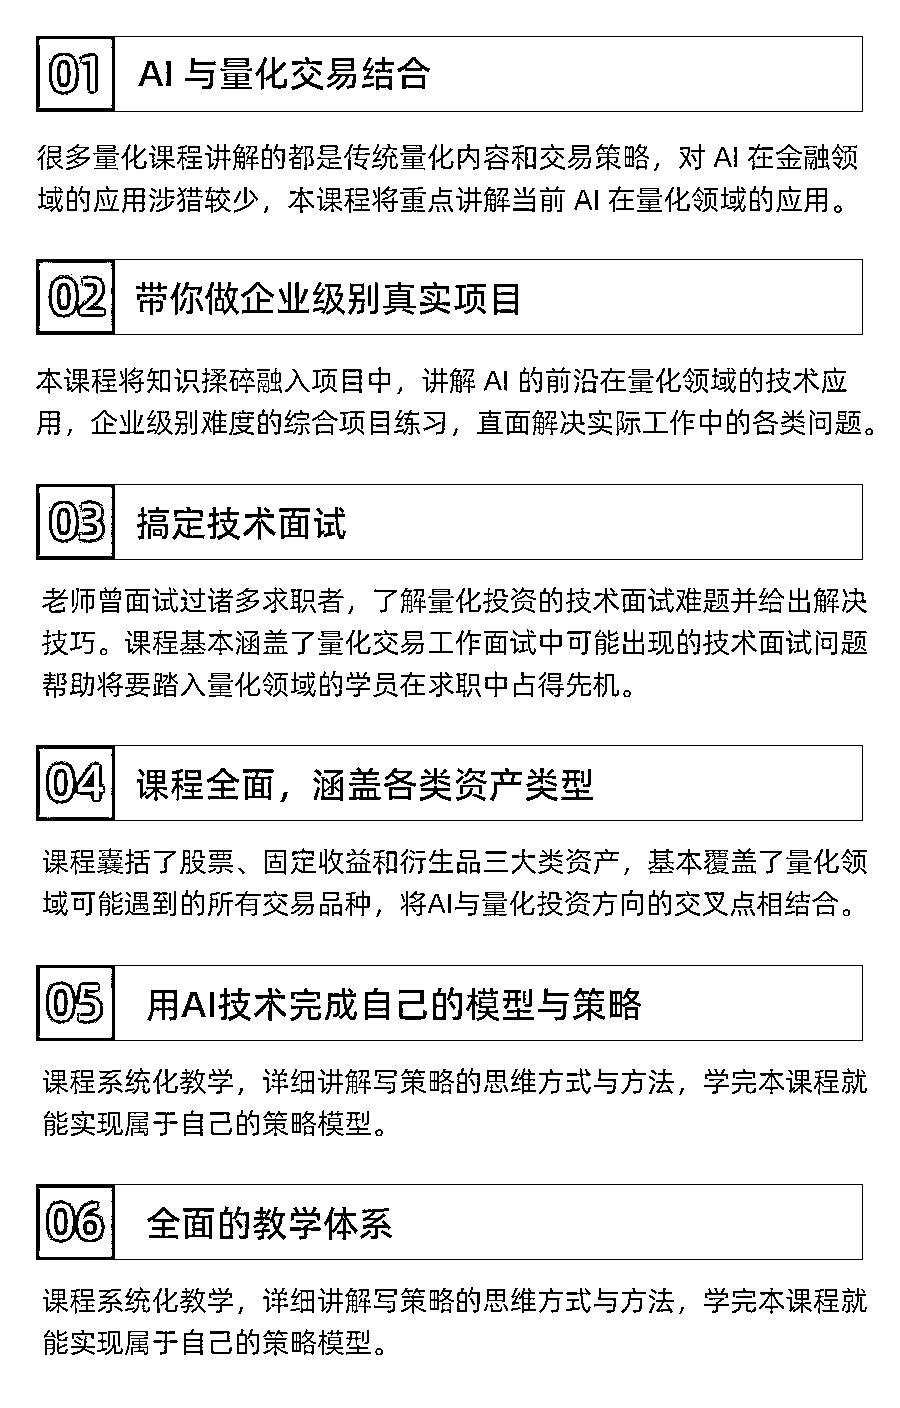 01 AI 与量化交易结合
很多量化课程讲解的都是传统量化内容和交易策略，对 AI 在金融领
域的应用涉猎较少，本课程将重点讲解当前 AI 在量化领域的应用。
02 带你做企业级别真实项目
本课程将知识揉碎融入项目中，讲解 AI 的前沿在量化领域的技术应
用，企业级别难度的综合项目练习，直面解决实际工作中的各类问题。
03 搞定技术面试
老师曾面试过诸多求职者，了解量化投资的技术面试难题并给出解决
技巧。课程基本涵盖了量化交易工作面试中可能出现的技术面试问题
帮助将要踏入量化领域的学员在求职中占得先机。
04 课程全面，涵盖各类资产类型
课程囊括了股票、固定收益和衍生品三大类资产，基本覆盖了量化领
域可能遇到的所有交易品种，将AI与量化投资方向的交叉点相结合。
05 用AI技术完成自己的模型与策略
课程系统化教学，详细讲解写策略的思维方式与方法，学完本课程就
能实现属于自己的策略模型。
06 全面的教学体系
课程系统化教学，详细讲解写策略的思维方式与方法，学完本课程就
能实现属于自己的策略模型。